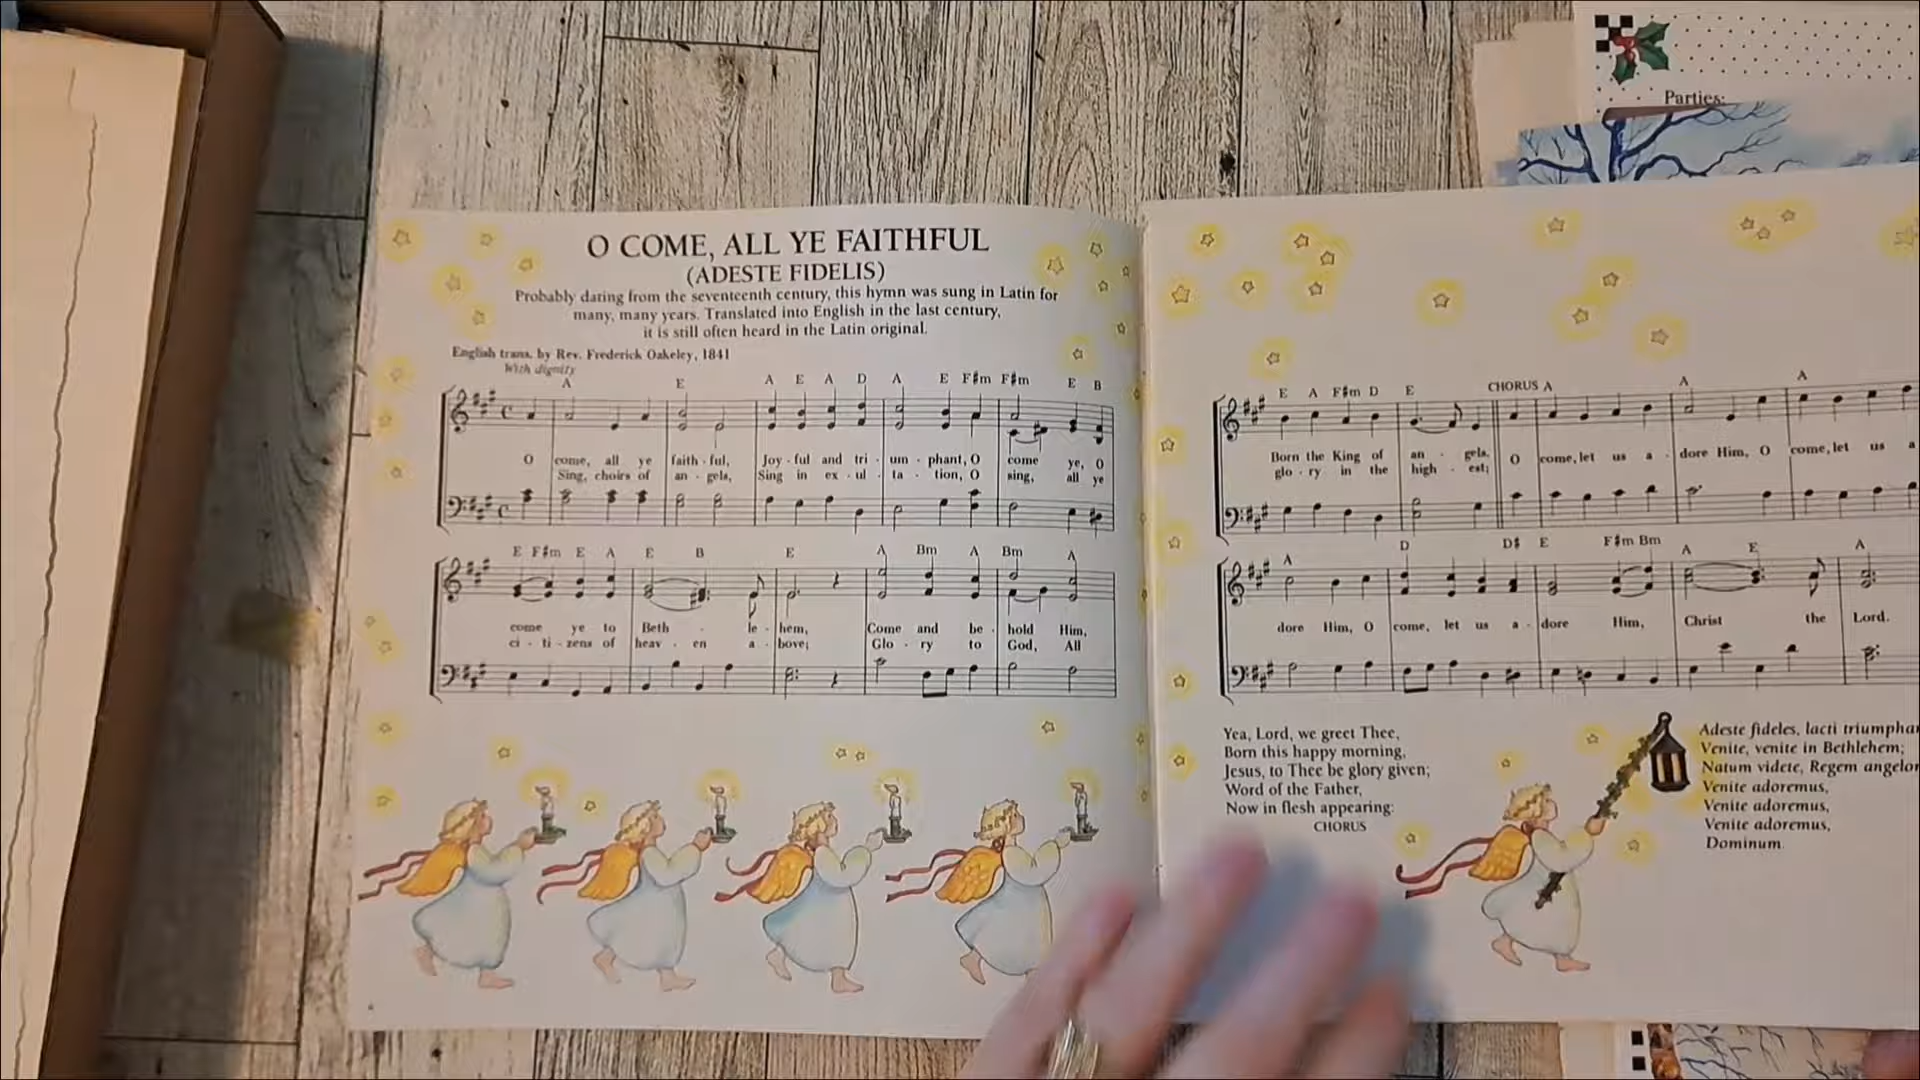 Parties:
O COME, ALL YE FAITHFUL
(ADESTE FIDELIS)
Probably dating from the seventeenth century, this hymn was sung in Latin for
many, many years. Translated into English in the last century,
it is still often heard in the Latin original.
English trans. by Rev. Frederick Oakeley, 1841
With dignity
A E A E A D A E F♯m F♯m E B
O come, all ye faith - ful, Joy - ful and tri - um - phant, O come ye, O
Sing, choirs of an - gels, Sing in ex - ul - ta - tion, O sing, all ye
E F♯m E A E B E A Bm A Bm A
come ye to Beth - le - hem, Come and be - hold Him,
ci - ti - zens of heav - en a - bove; Glo - ry to God, All
E A F♯m D E CHORUS A A A
Born the King of an - gels. O come, let us a - dore Him, O come, let us a
glo - ry in the high - est;
A D D♯ E F♯m Bm A E A
dore Him, O come, let us a - dore Him, Christ the Lord.
Yea, Lord, we greet Thee,
Born this happy morning,
Jesus, to Thee be glory given;
Word of the Father,
Now in flesh appearing:
CHORUS
Adeste fideles, laeti triumphan
Venite, venite in Bethlehem;
Natum videte, Regem angelor
Venite adoremus,
Venite adoremus,
Venite adoremus,
Dominum.